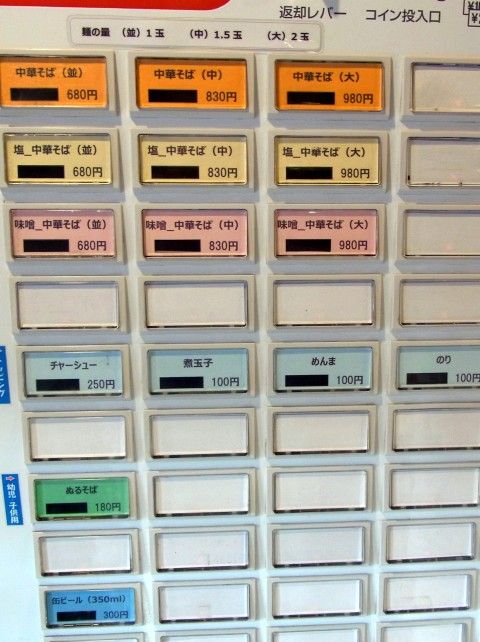 返却レバー　コイン投入口
麺の量　（並）1玉　（中）1.5玉　（大）2玉
中華そば（並）　中華そば（中）　中華そば（大）
680円　830円　980円
塩_中華そば（並）　塩_中華そば（中）　塩_中華そば（大）
680円　830円　980円
味噌_中華そば（並）　味噌_中華そば（中）　味噌_中華そば（大）
680円　830円　980円
チャーシュー　煮玉子　めんま　のり
250円　100円　100円　100円
ぬるそば
180円
幼児 子供用
缶ビール（350ml）
300円